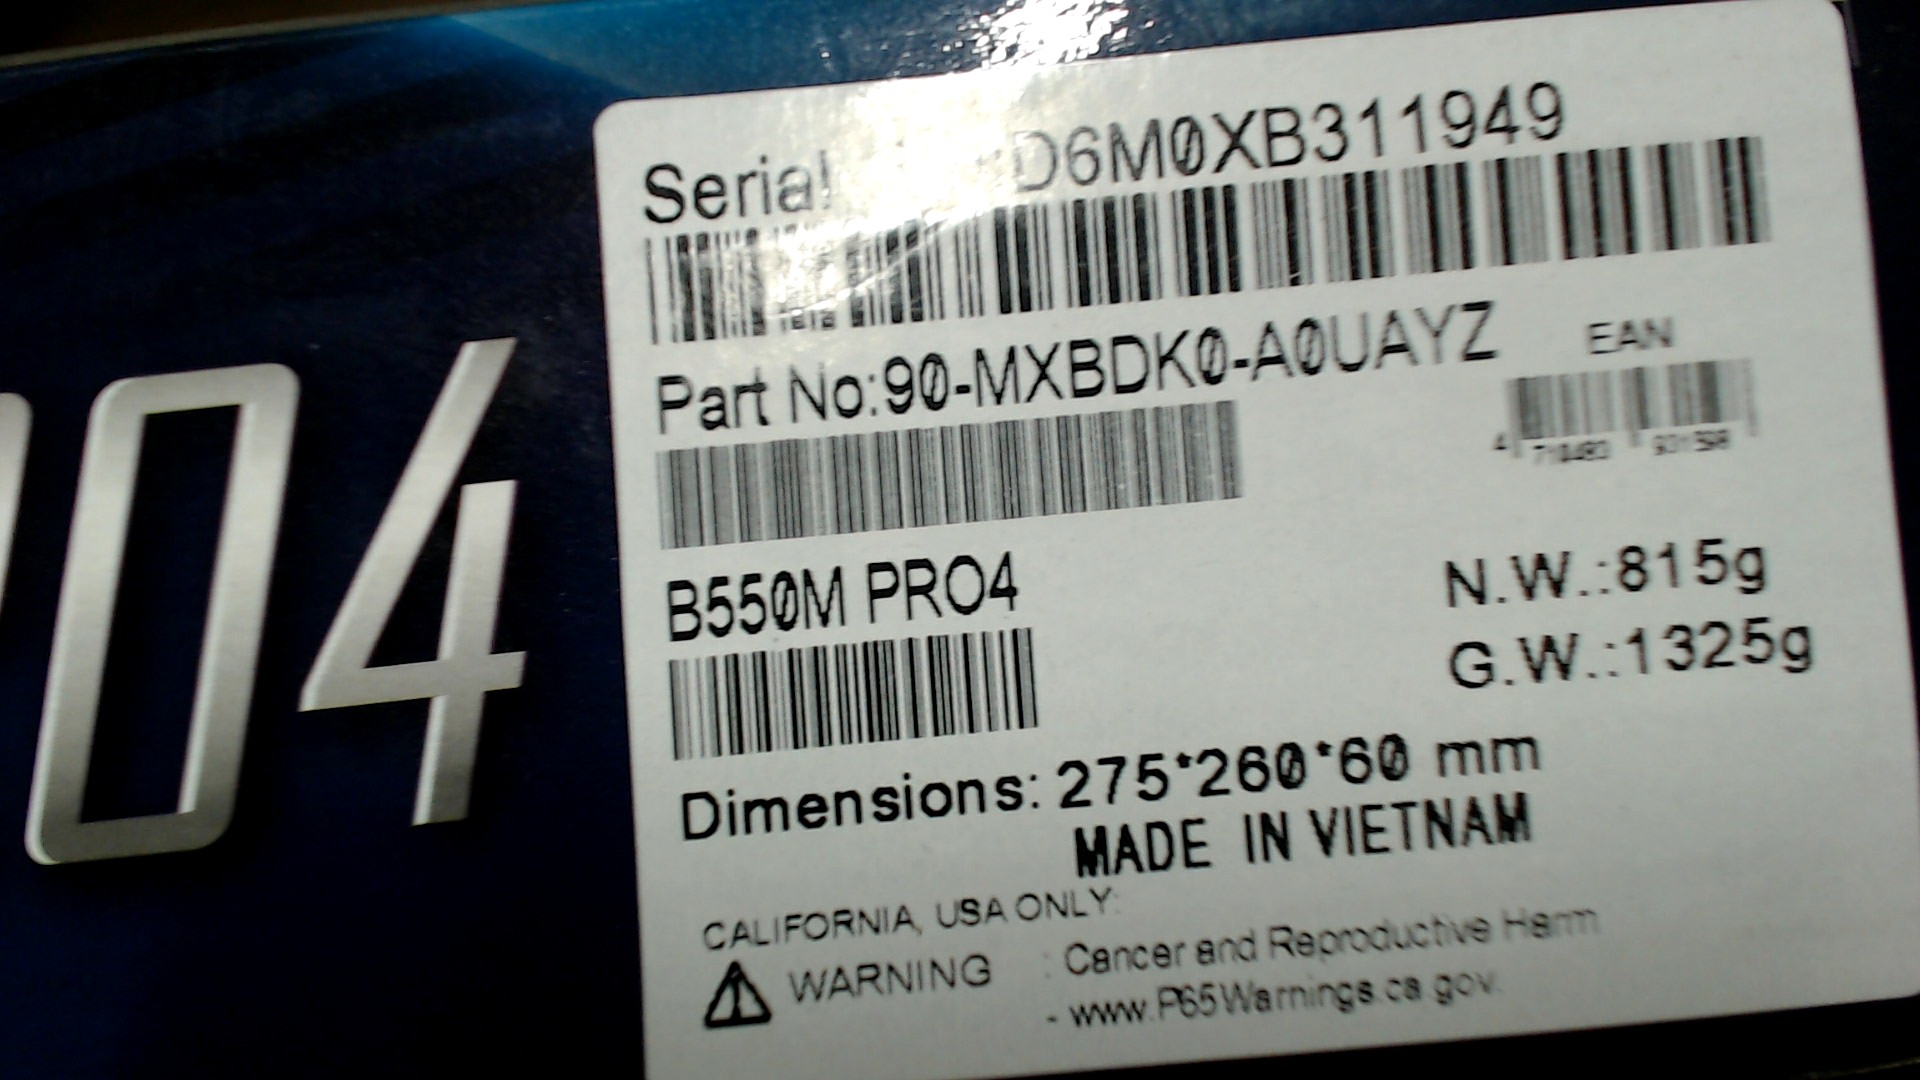 O4
Serial D6M0XB311949
Part No:90-MXBDK0-A0UAYZ
EAN
B550M PRO4
N.W.:815g
G.W.:1325g
Dimensions: 275*260*60 mm
MADE IN VIETNAM
CALIFORNIA, USA ONLY:
WARNING : Cancer and Reproductive Harm
- www.P65Warnings.ca.gov.